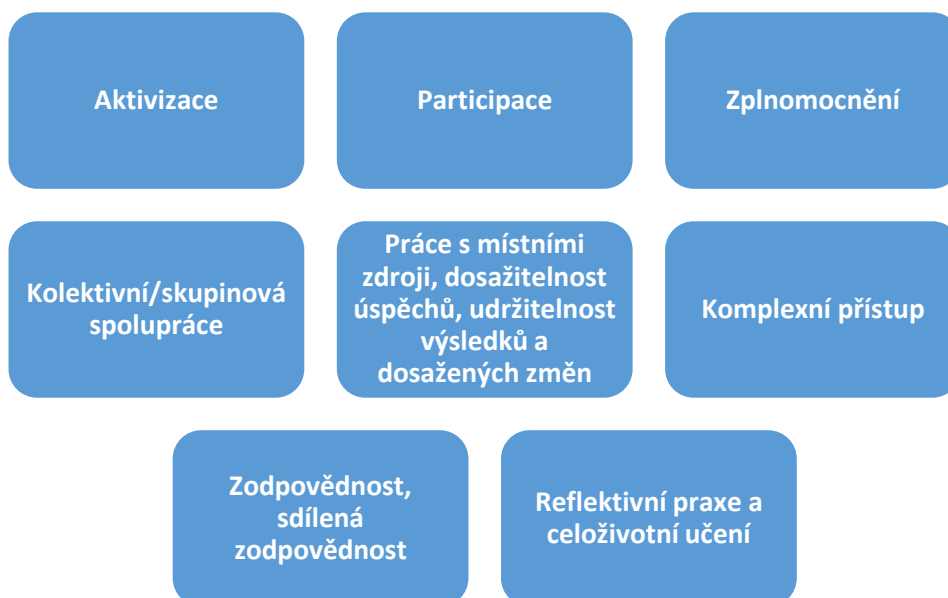 Aktivizace
Participace
Zplnomocnění
Kolektivní/skupinová
spolupráce
Práce s místními
zdroji, dosažitelnost
úspěchů, udržitelnost
výsledků a
dosažených změn
Komplexní přístup
Zodpovědnost,
sdílená
zodpovědnost
Reflektivní praxe a
celoživotní učení